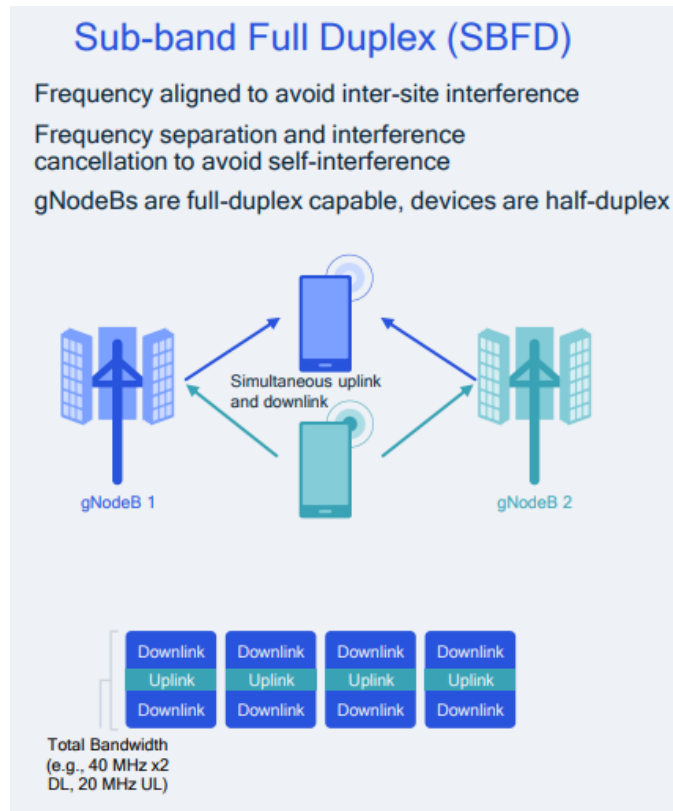 Sub-band Full Duplex (SBFD)
Frequency aligned to avoid inter-site interference
Frequency separation and interference
cancellation to avoid self-interference
gNodeBs are full-duplex capable, devices are half-duplex
Simultaneous uplink
and downlink
gNodeB 1
gNodeB 2
Downlink Downlink Downlink Downlink
Uplink Uplink Uplink Uplink
Downlink Downlink Downlink Downlink
Total Bandwidth
(e.g., 40 MHz x2
DL, 20 MHz UL)